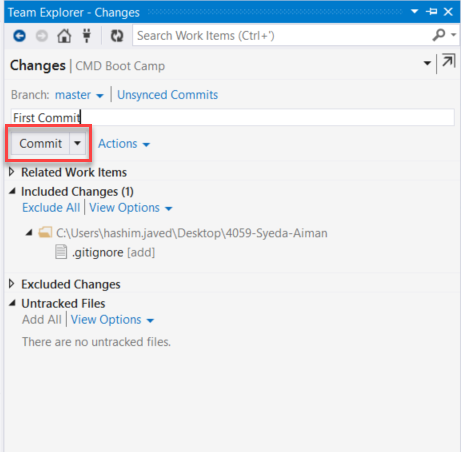 Team Explorer - Changes
Search Work Items (Ctrl+')
Changes | CMD Boot Camp
Branch: master | Unsynced Commits
First Commit
Commit Actions
Related Work Items
Included Changes (1)
Exclude All | View Options
C:\Users\hashim.javed\Desktop\4059-Syeda-Aiman
.gitignore [add]
Excluded Changes
Untracked Files
Add All | View Options
There are no untracked files.